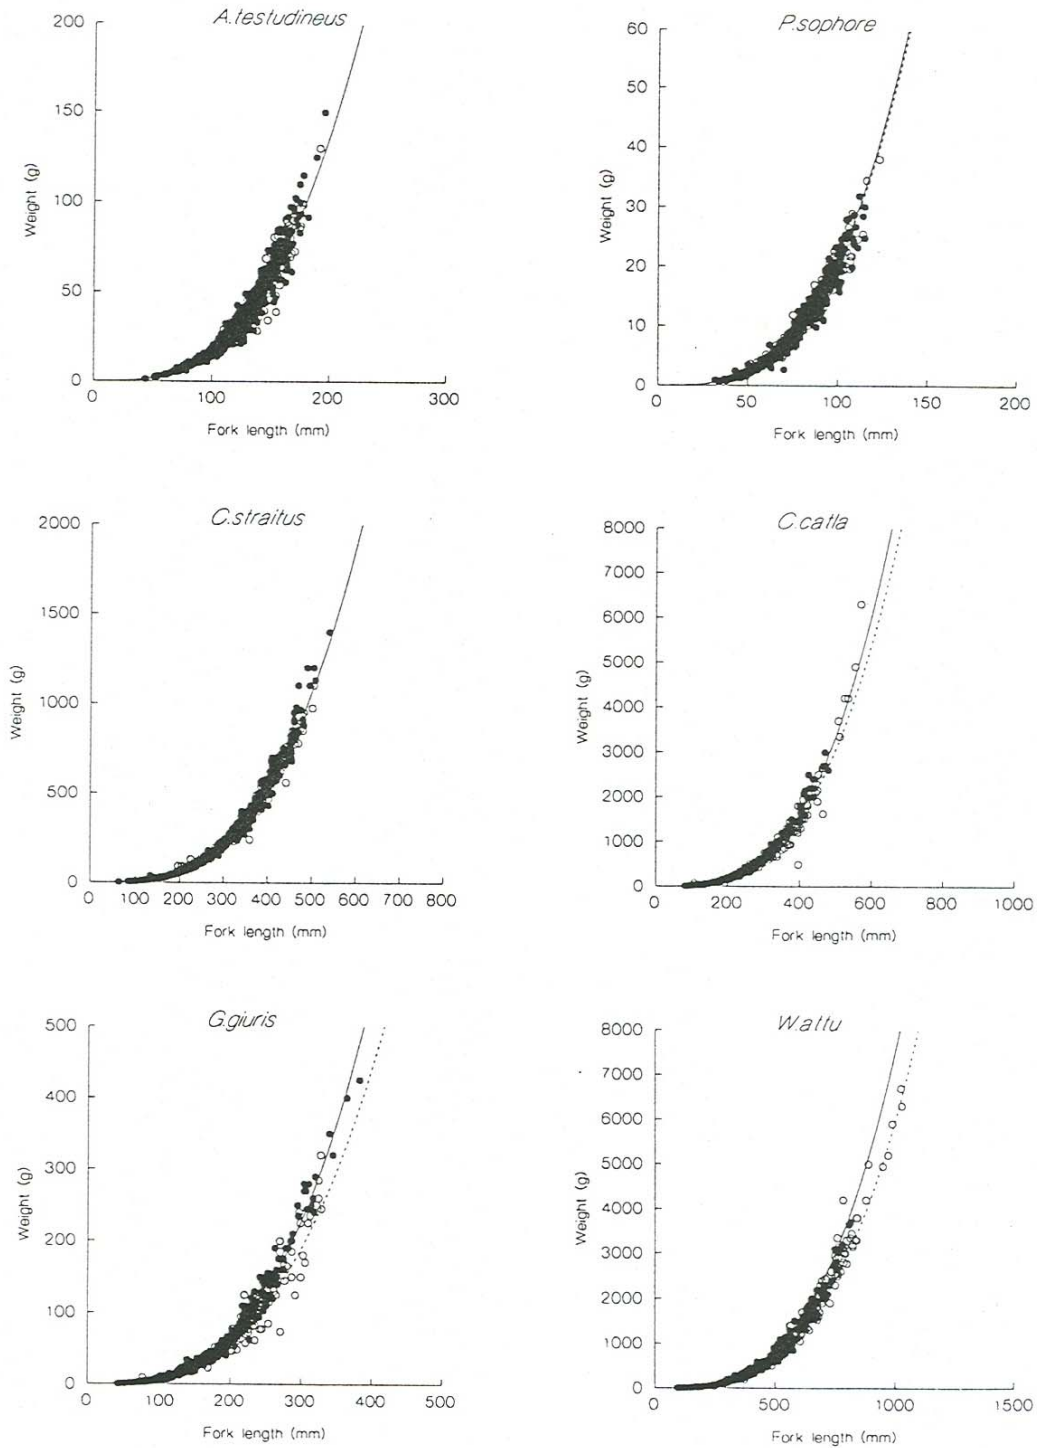 A.testudineus
200
150
100
50
0
Weight (g)
0 100 200 300
Fork length (mm)
P.sophore
60
50
40
30
20
10
0
Weight (g)
0 50 100 150 200
Fork length (mm)
C.straitus
2000
1500
1000
500
0
Weight (g)
0 100 200 300 400 500 600 700 800
Fork length (mm)
C.catla
8000
7000
6000
5000
4000
3000
2000
1000
0
Weight (g)
0 200 400 600 800 1000
Fork length (mm)
G.giuris
500
400
300
200
100
0
Weight (g)
0 100 200 300 400 500
Fork length (mm)
W.attu
8000
7000
6000
5000
4000
3000
2000
1000
0
Weight (g)
0 500 1000 1500
Fork length (mm)